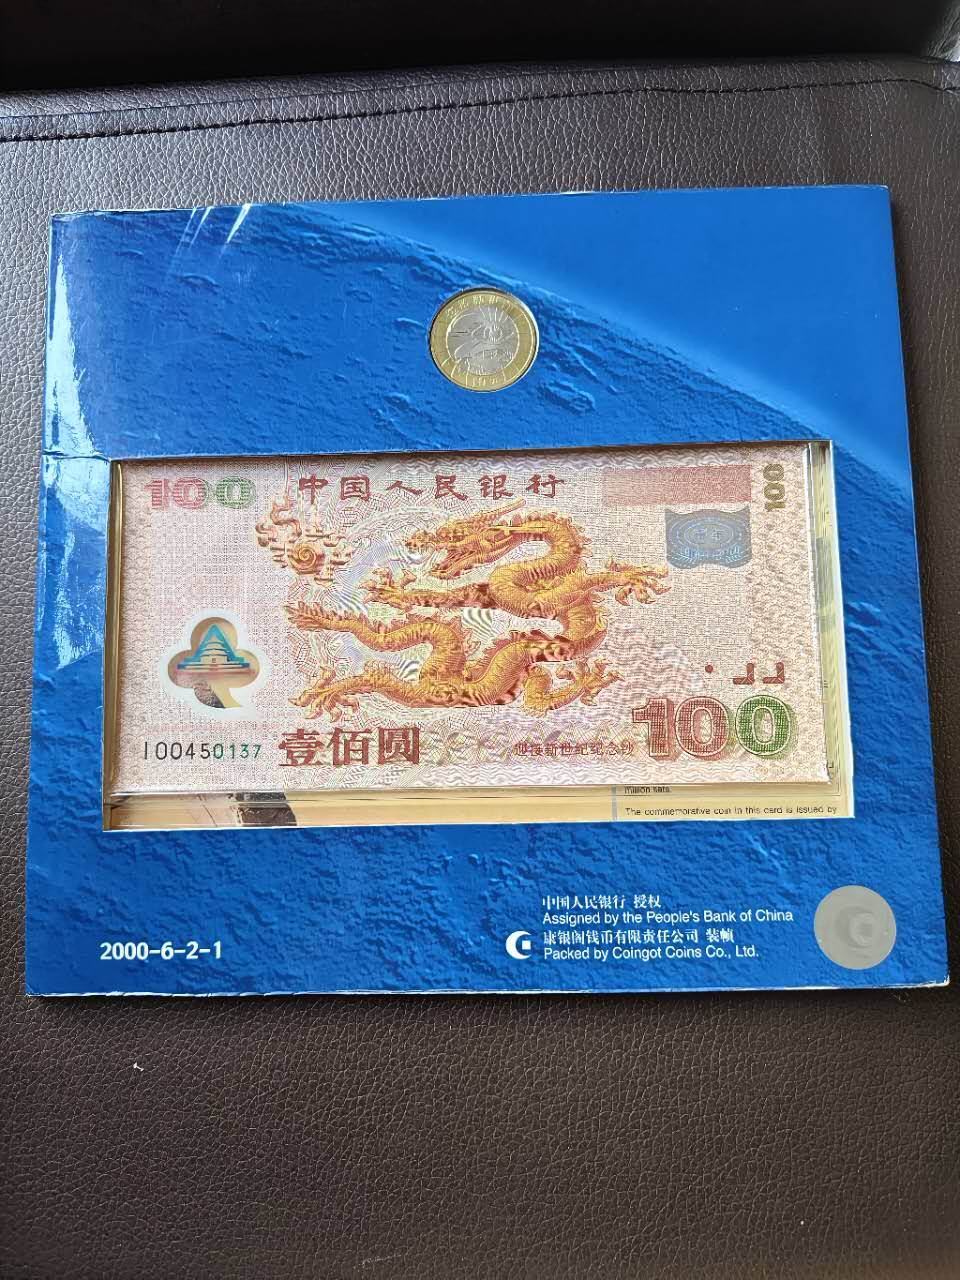 100
中国人民银行
100
I00450137
壹佰圆
迎接新世纪纪念钞
100
million sets.
The commemorative coin in this card is issued by
中国人民银行 授权
Assigned by the People's Bank of China
康银阁钱币有限责任公司 装帧
Packed by Coingot Coins Co., Ltd.
2000-6-2-1